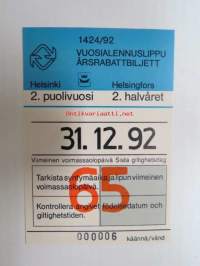 1424/92
VUOSIALENNUSLIPPU
ÅRSRABATTBILJETT
Helsinki Helsingfors
2. puolivuosi 2. halvåret
31.12.92
Viimeinen voimassaolopäivä Sista giltighetsdag
65
Tarkista syntymäaika ja lipun viimeinen
voimassaolopäivä.
Kontrollera angivet födelsedatum och
giltighetstiden.
000006 käännä/vänd